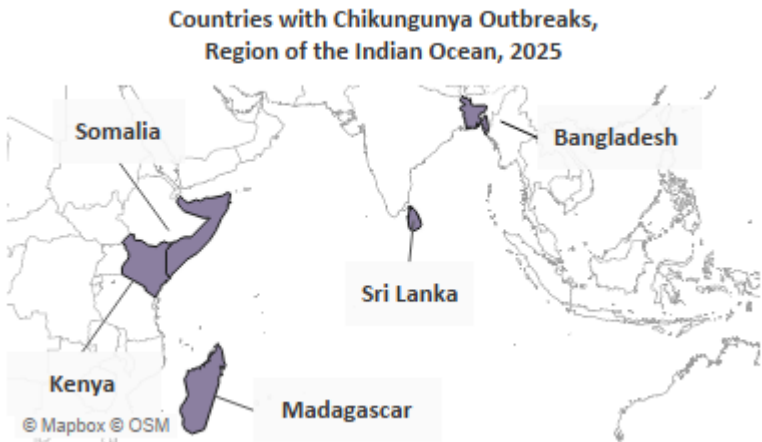 Countries with Chikungunya Outbreaks,
Region of the Indian Ocean, 2025
Somalia
Bangladesh
Sri Lanka
Kenya
Madagascar
© Mapbox © OSM